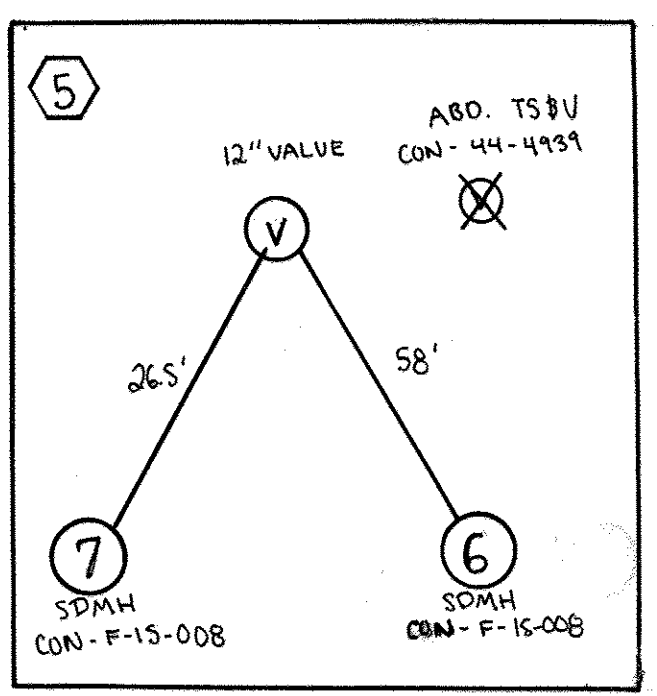 5
ABD. TS&V
12" VALUE
CON - 44-4939
V
V
26.5'
58'
7
6
SDMH
CON - F-15-008
SDMH
CON - F-15-008